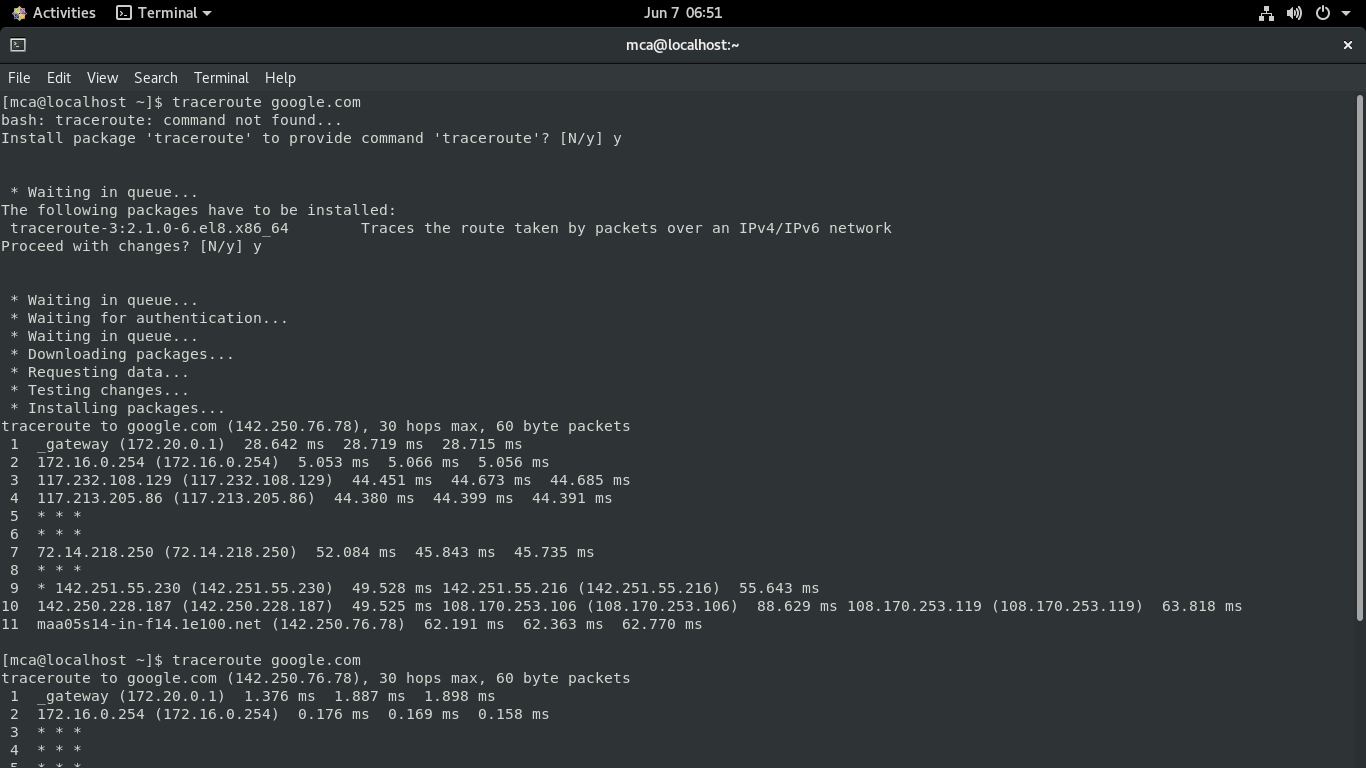 Activities Terminal Jun 7 06:51
mca@localhost:~
File Edit View Search Terminal Help
[mca@localhost ~]$ traceroute google.com
bash: traceroute: command not found...
Install package 'traceroute' to provide command 'traceroute'? [N/y] y
 * Waiting in queue...
The following packages have to be installed:
 traceroute-3:2.1.0-6.el8.x86_64        Traces the route taken by packets over an IPv4/IPv6 network
Proceed with changes? [N/y] y
 * Waiting in queue...
 * Waiting for authentication...
 * Waiting in queue...
 * Downloading packages...
 * Requesting data...
 * Testing changes...
 * Installing packages...
traceroute to google.com (142.250.76.78), 30 hops max, 60 byte packets
 1  _gateway (172.20.0.1)  28.642 ms  28.719 ms  28.715 ms
 2  172.16.0.254 (172.16.0.254)  5.053 ms  5.066 ms  5.056 ms
 3  117.232.108.129 (117.232.108.129)  44.451 ms  44.673 ms  44.685 ms
 4  117.213.205.86 (117.213.205.86)  44.380 ms  44.399 ms  44.391 ms
 5  * * *
 6  * * *
 7  72.14.218.250 (72.14.218.250)  52.084 ms  45.843 ms  45.735 ms
 8  * * *
 9  * 142.251.55.230 (142.251.55.230)  49.528 ms 142.251.55.216 (142.251.55.216)  55.643 ms
10  142.250.228.187 (142.250.228.187)  49.525 ms 108.170.253.106 (108.170.253.106)  88.629 ms 108.170.253.119 (108.170.253.119)  63.818 ms
11  maa05s14-in-f14.1e100.net (142.250.76.78)  62.191 ms  62.363 ms  62.770 ms
[mca@localhost ~]$ traceroute google.com
traceroute to google.com (142.250.76.78), 30 hops max, 60 byte packets
 1  _gateway (172.20.0.1)  1.376 ms  1.887 ms  1.898 ms
 2  172.16.0.254 (172.16.0.254)  0.176 ms  0.169 ms  0.158 ms
 3  * * *
 4  * * *
 5  * * *